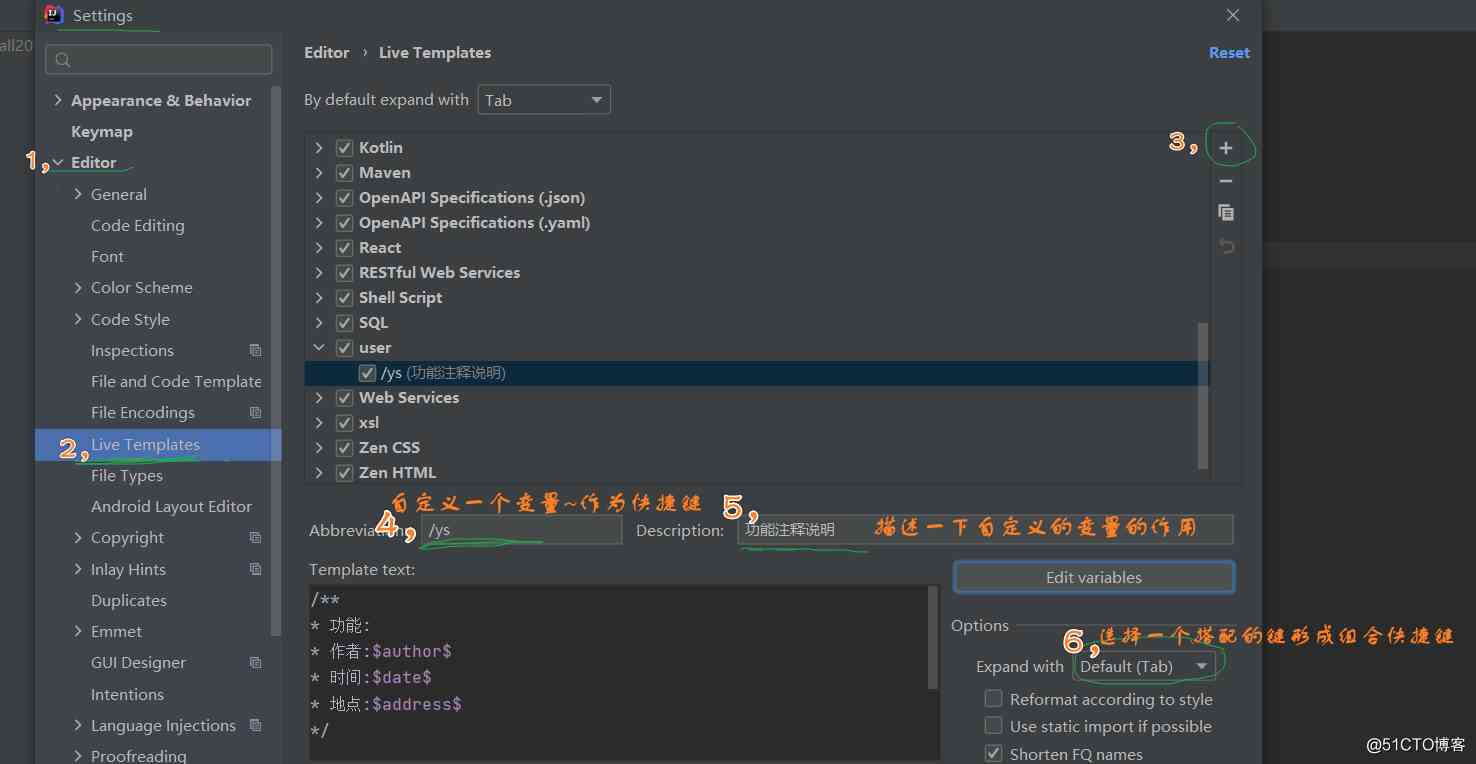 Settings
all20
Editor › Live Templates
Reset
By default expand with Tab
Appearance & Behavior
Keymap
1,
Editor
General
Code Editing
Font
Color Scheme
Code Style
Inspections
File and Code Template
File Encodings
2,
Live Templates
File Types
Android Layout Editor
Copyright
Inlay Hints
Duplicates
Emmet
GUI Designer
Intentions
Language Injections
Proofreading
3,
Kotlin
Maven
OpenAPI Specifications (.json)
OpenAPI Specifications (.yaml)
React
RESTful Web Services
Shell Script
SQL
user
/ys (功能注释说明)
Web Services
xsl
Zen CSS
Zen HTML
自定义一个变量~作为快捷键
4,
Abbreviation: /ys
5,
Description: 功能注释说明
描述一下自定义的变量的作用
Template text:
/**
* 功能:
* 作者:$author$
* 时间:$date$
* 地点:$address$
*/
Edit variables
Options
6,选择一个搭配的键形成组合快捷键
Expand with Default (Tab)
Reformat according to style
Use static import if possible
Shorten FQ names
@51CTO博客